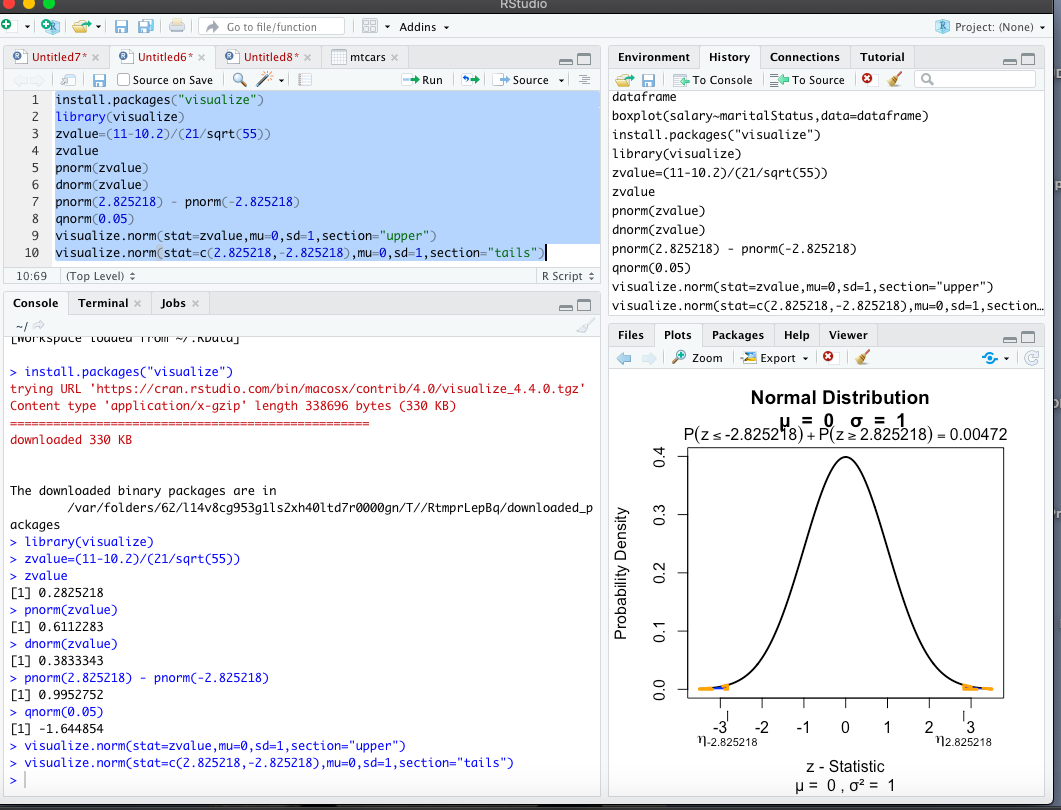 RStudio
Go to file/function
Addins
Project: (None)
Untitled7*
Untitled6*
Untitled8*
mtcars
Source on Save
Run
Source
1 install.packages("visualize")
2 library(visualize)
3 zvalue=(11-10.2)/(21/sqrt(55))
4 zvalue
5 pnorm(zvalue)
6 dnorm(zvalue)
7 pnorm(2.825218) - pnorm(-2.825218)
8 qnorm(0.05)
9 visualize.norm(stat=zvalue,mu=0,sd=1,section="upper")
10 visualize.norm(stat=c(2.825218,-2.825218),mu=0,sd=1,section="tails")
10:69 (Top Level) R Script
Console Terminal Jobs
~/
[Workspace loaded from ~/.RData]
> install.packages("visualize")
trying URL 'https://cran.rstudio.com/bin/macosx/contrib/4.0/visualize_4.4.0.tgz'
Content type 'application/x-gzip' length 338696 bytes (330 KB)
==================================================
downloaded 330 KB
The downloaded binary packages are in
/var/folders/6Z/l14v8cg953g1ls2xh40ltd7r0000gn/T//RtmprLepBq/downloaded_p
ackages
> library(visualize)
> zvalue=(11-10.2)/(21/sqrt(55))
> zvalue
[1] 0.2825218
> pnorm(zvalue)
[1] 0.6112283
> dnorm(zvalue)
[1] 0.3833343
> pnorm(2.825218) - pnorm(-2.825218)
[1] 0.9952752
> qnorm(0.05)
[1] -1.644854
> visualize.norm(stat=zvalue,mu=0,sd=1,section="upper")
> visualize.norm(stat=c(2.825218,-2.825218),mu=0,sd=1,section="tails")
>
Environment History Connections Tutorial
To Console To Source
dataframe
boxplot(salary~maritalStatus,data=dataframe)
install.packages("visualize")
library(visualize)
zvalue=(11-10.2)/(21/sqrt(55))
zvalue
pnorm(zvalue)
dnorm(zvalue)
pnorm(2.825218) - pnorm(-2.825218)
qnorm(0.05)
visualize.norm(stat=zvalue,mu=0,sd=1,section="upper")
visualize.norm(stat=c(2.825218,-2.825218),mu=0,sd=1,section…
Files Plots Packages Help Viewer
Zoom Export
Normal Distribution
μ = 0 σ = 1
P(z ≤ -2.825218) + P(z ≥ 2.825218) = 0.00472
Probability Density
0.4
0.3
0.2
0.1
0.0
-3 -2 -1 0 1 2 3
η-2.825218 η2.825218
z - Statistic
μ = 0 , σ² = 1